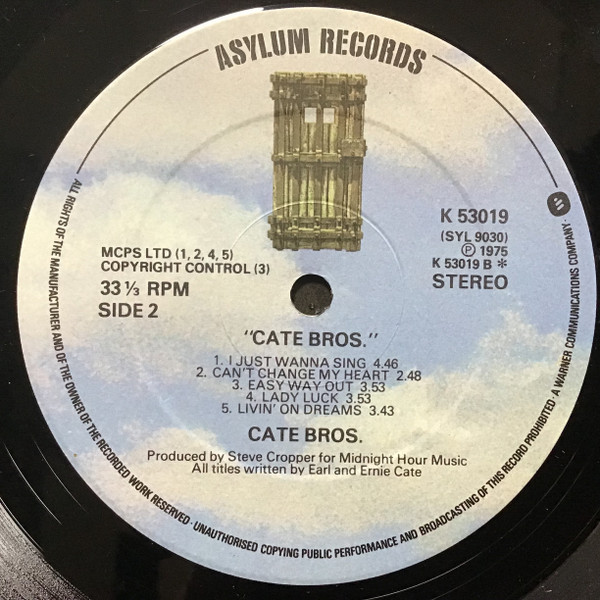 ASYLUM RECORDS
K 53019
(SYL 9030)
Ⓟ 1975
K 53019 B *
STEREO
MCPS LTD (1, 2, 4, 5)
COPYRIGHT CONTROL (3)
33 ⅓ RPM
SIDE 2
"CATE BROS."
1. I JUST WANNA SING 4.46
2. CAN'T CHANGE MY HEART 2.48
3. EASY WAY OUT 3.53
4. LADY LUCK 3.53
5. LIVIN' ON DREAMS 3.43
CATE BROS.
Produced by Steve Cropper for Midnight Hour Music
All titles written by Earl and Ernie Cate
ALL RIGHTS OF THE MANUFACTURER AND OF THE OWNER OF THE RECORDED WORK RESERVED · UNAUTHORISED COPYING PUBLIC PERFORMANCE AND BROADCASTING OF THIS RECORD PROHIBITED · A WARNER COMMUNICATIONS COMPANY ·